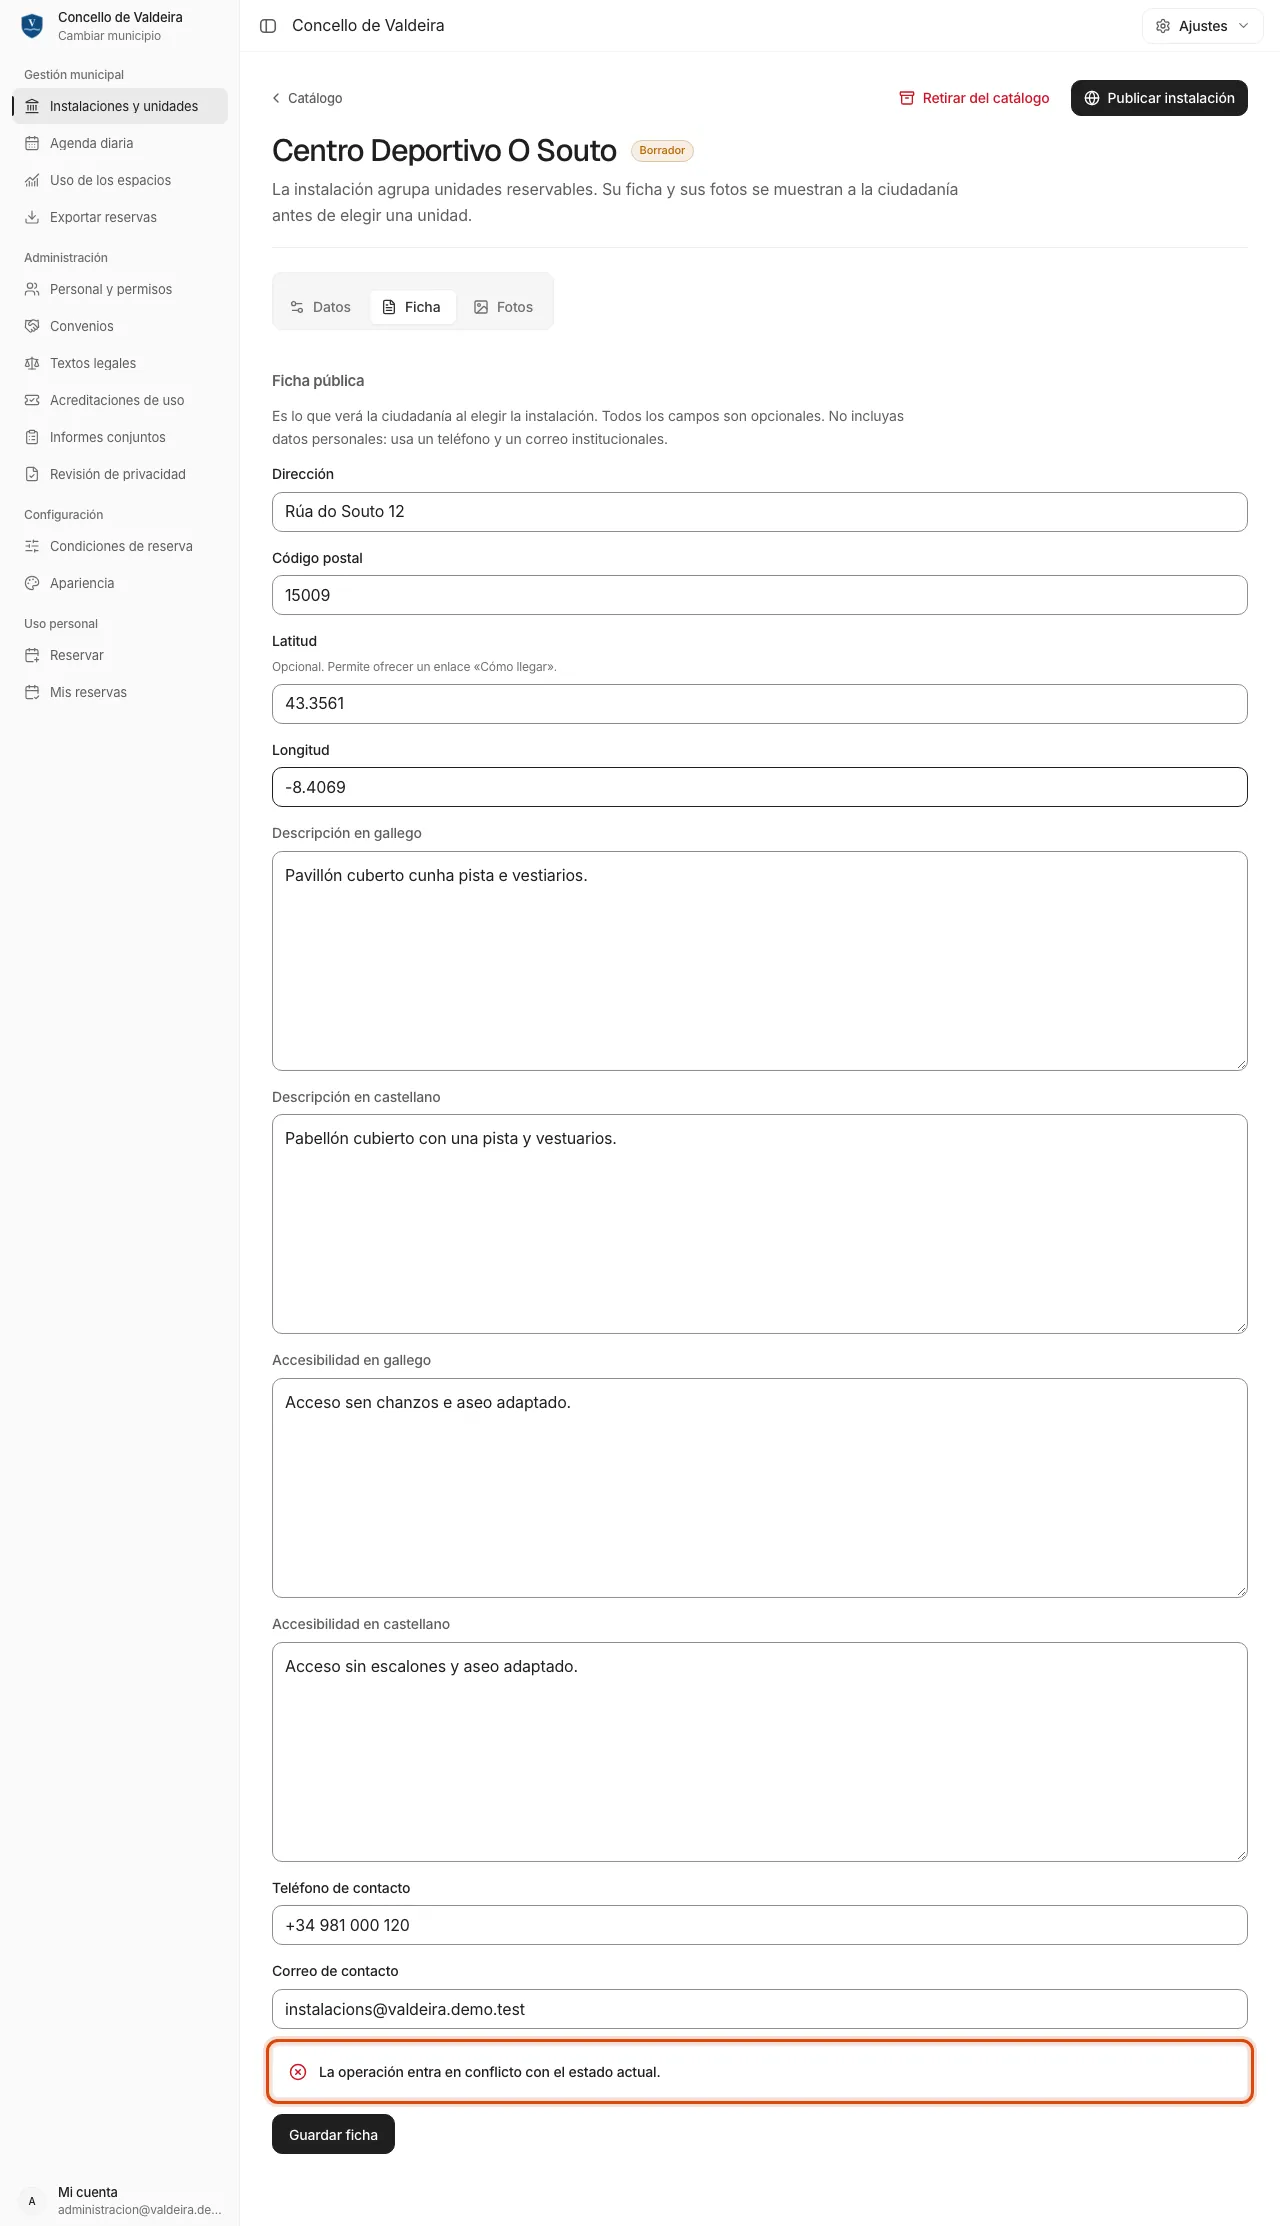 Concello de Valdeira
Cambiar municipio
Gestión municipal
Instalaciones y unidades
Agenda diaria
Uso de los espacios
Exportar reservas
Administración
Personal y permisos
Convenios
Textos legales
Acreditaciones de uso
Informes conjuntos
Revisión de privacidad
Configuración
Condiciones de reserva
Apariencia
Uso personal
Reservar
Mis reservas
A
Mi cuenta
administracion@valdeira.de...
Concello de Valdeira
Ajustes
Catálogo
Retirar del catálogo
Publicar instalación
Centro Deportivo O Souto
Borrador
La instalación agrupa unidades reservables. Su ficha y sus fotos se muestran a la ciudadanía
antes de elegir una unidad.
Datos
Ficha
Fotos
Ficha pública
Es lo que verá la ciudadanía al elegir la instalación. Todos los campos son opcionales. No incluyas
datos personales: usa un teléfono y un correo institucionales.
Dirección
Rúa do Souto 12
Código postal
15009
Latitud
Opcional. Permite ofrecer un enlace «Cómo llegar».
43.3561
Longitud
-8.4069
Descripción en gallego
Pavillón cuberto cunha pista e vestiarios.
Descripción en castellano
Pabellón cubierto con una pista y vestuarios.
Accesibilidad en gallego
Acceso sen chanzos e aseo adaptado.
Accesibilidad en castellano
Acceso sin escalones y aseo adaptado.
Teléfono de contacto
+34 981 000 120
Correo de contacto
instalacions@valdeira.demo.test
La operación entra en conflicto con el estado actual.
Guardar ficha